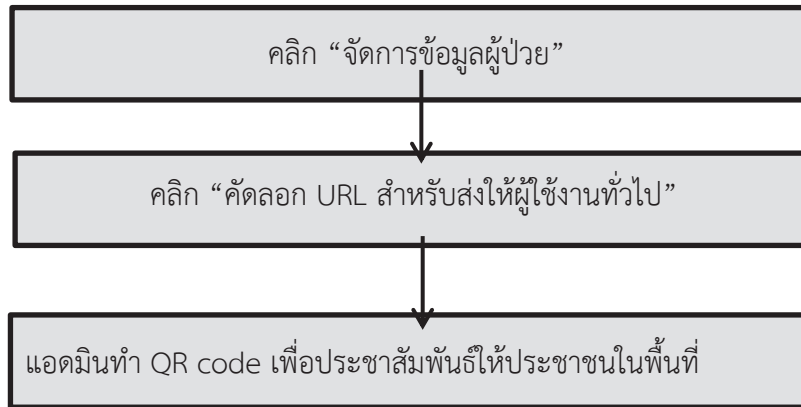 คลิก “จัดการข้อมูลผู้ป่วย”
คลิก “คัดลอก URL สำหรับส่งให้ผู้ใช้งานทั่วไป”
แอดมินทำ QR code เพื่อประชาสัมพันธ์ให้ประชาชนในพื้นที่